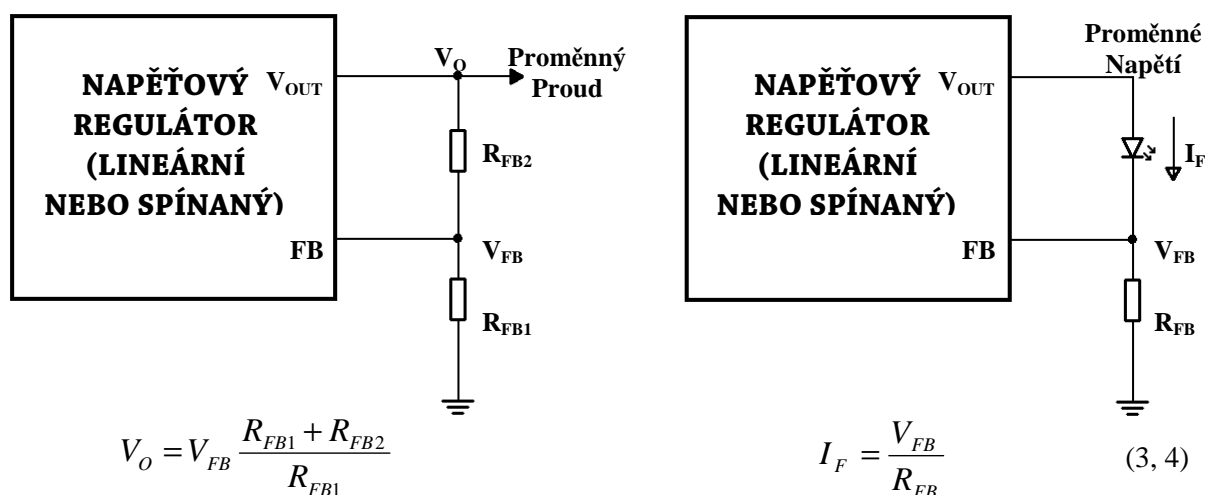 NAPĚŤOVÝ
REGULÁTOR
(LINEÁRNÍ
NEBO SPÍNANÝ)
V_OUT
FB
V_O
Proměnný
Proud
R_FB2
V_FB
R_FB1
V_O = V_FB (R_FB1 + R_FB2) / R_FB1
NAPĚŤOVÝ
REGULÁTOR
(LINEÁRNÍ
NEBO SPÍNANÝ)
V_OUT
FB
Proměnné
Napětí
I_F
V_FB
R_FB
I_F = V_FB / R_FB
(3, 4)